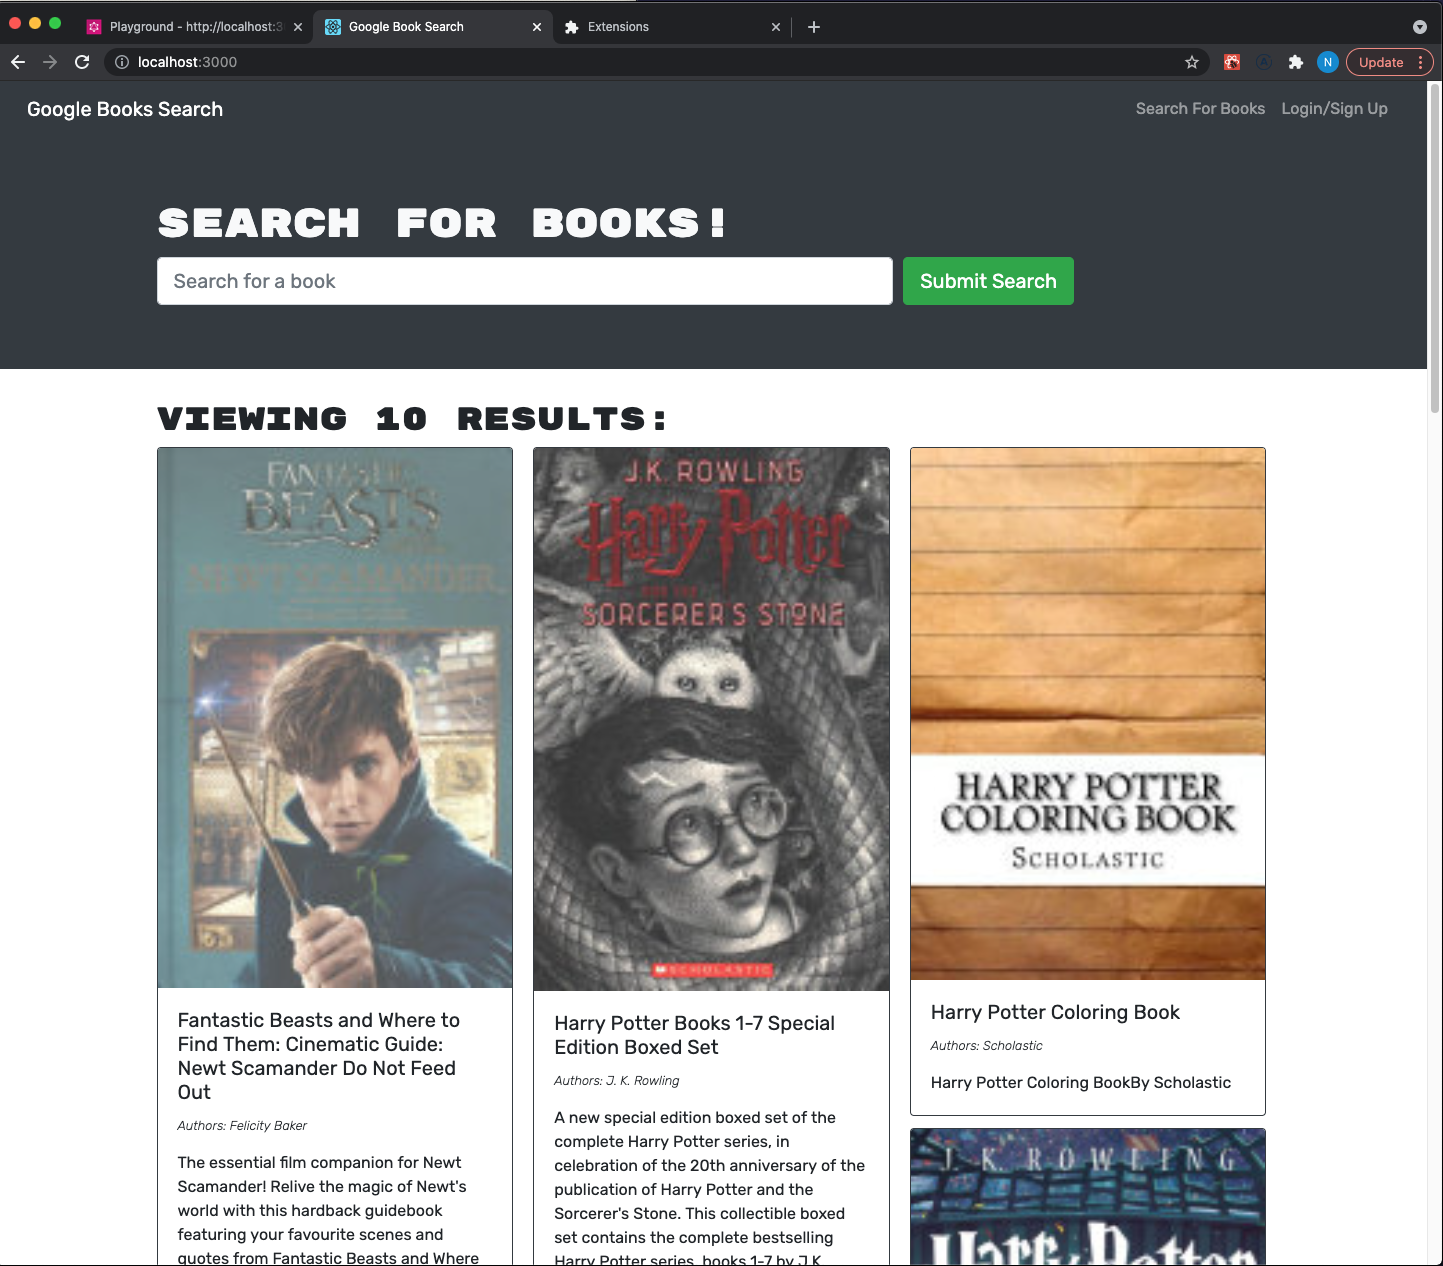 Playground - http://localhost:3
Google Book Search
Extensions
localhost:3000
N
Update
Google Books Search
Search For Books
Login/Sign Up
SEARCH FOR BOOKS!
Search for a book
Submit Search
VIEWING 10 RESULTS:
FANTASTIC
BEASTS
NEWT SCAMANDER
Fantastic Beasts and Where to
Find Them: Cinematic Guide:
Newt Scamander Do Not Feed
Out
Authors: Felicity Baker
The essential film companion for Newt
Scamander! Relive the magic of Newt's
world with this hardback guidebook
featuring your favourite scenes and
quotes from Fantastic Beasts and Where
J.K. ROWLING
Harry Potter
AND THE
SORCERER'S STONE
SCHOLASTIC
Harry Potter Books 1-7 Special
Edition Boxed Set
Authors: J. K. Rowling
A new special edition boxed set of the
complete Harry Potter series, in
celebration of the 20th anniversary of the
publication of Harry Potter and the
Sorcerer's Stone. This collectible boxed
set contains the complete bestselling
Harry Potter series, books 1-7 by J.K.
HARRY POTTER
COLORING BOOK
SCHOLASTIC
Harry Potter Coloring Book
Authors: Scholastic
Harry Potter Coloring BookBy Scholastic
J. K. ROWLING
Harry Potter